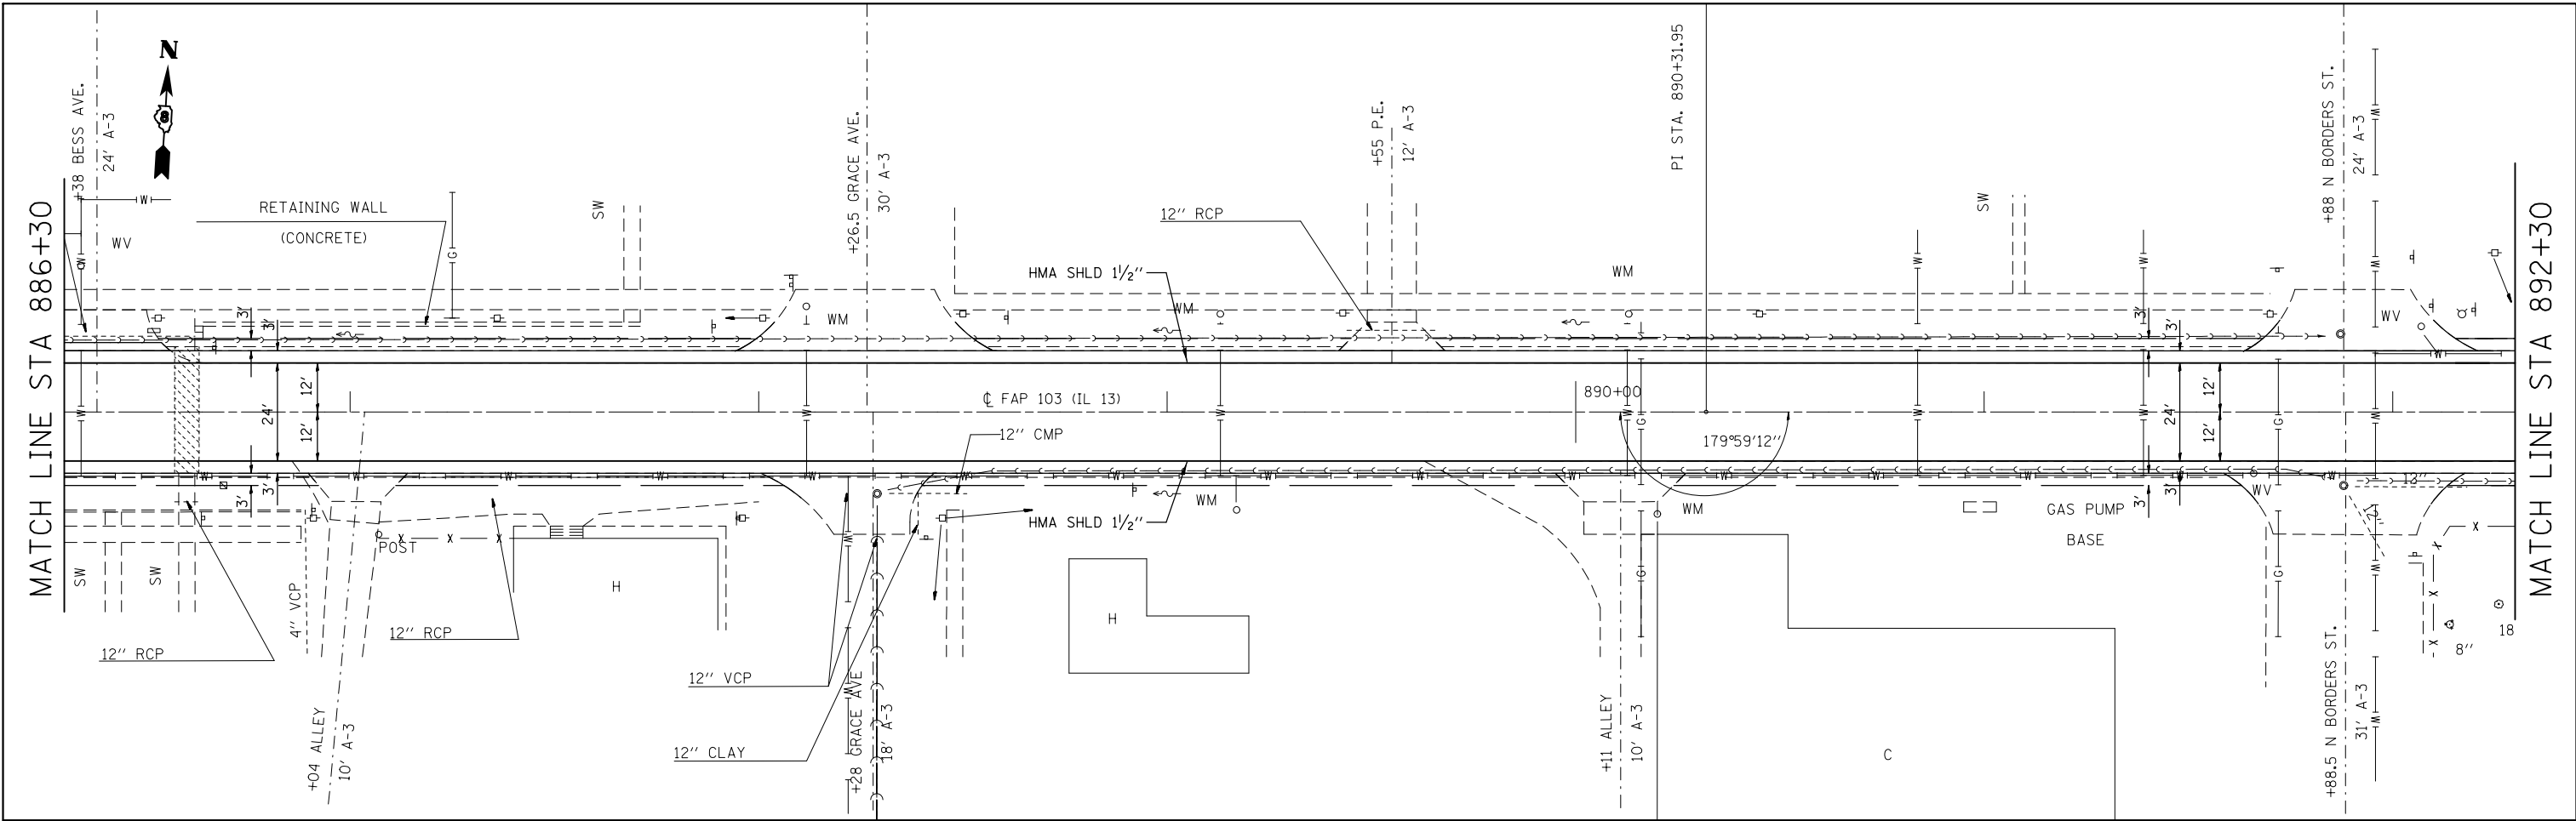 N
8
MATCH LINE STA 886+30
+38 BESS AVE.
24' A-3
W
WV
RETAINING WALL
(CONCRETE)
G
SW
+26.5 GRACE AVE.
30' A-3
WM
12'' RCP
HMA SHLD 1½''
WM
+55 P.E.
12' A-3
PI STA. 890+31.95
WM
SW
+88 N BORDERS ST.
24' A-3
WV
MATCH LINE STA 892+30
3'
3'
3'
3'
24'
12'
12'
℄ FAP 103 (IL 13)
890+00
179°59'12''
24'
12'
12'
12'' CMP
3'
3'
3'
3'
HMA SHLD 1½''
WM
WM
GAS PUMP
BASE
WV
12''
POST
SW
SW
4'' VCP
H
H
12'' RCP
12'' RCP
12'' VCP
12'' CLAY
+04 ALLEY
10' A-3
+28 GRACE AVE
18' A-3
+11 ALLEY
10' A-3
C
+88.5 N BORDERS ST.
31' A-3
18
8''